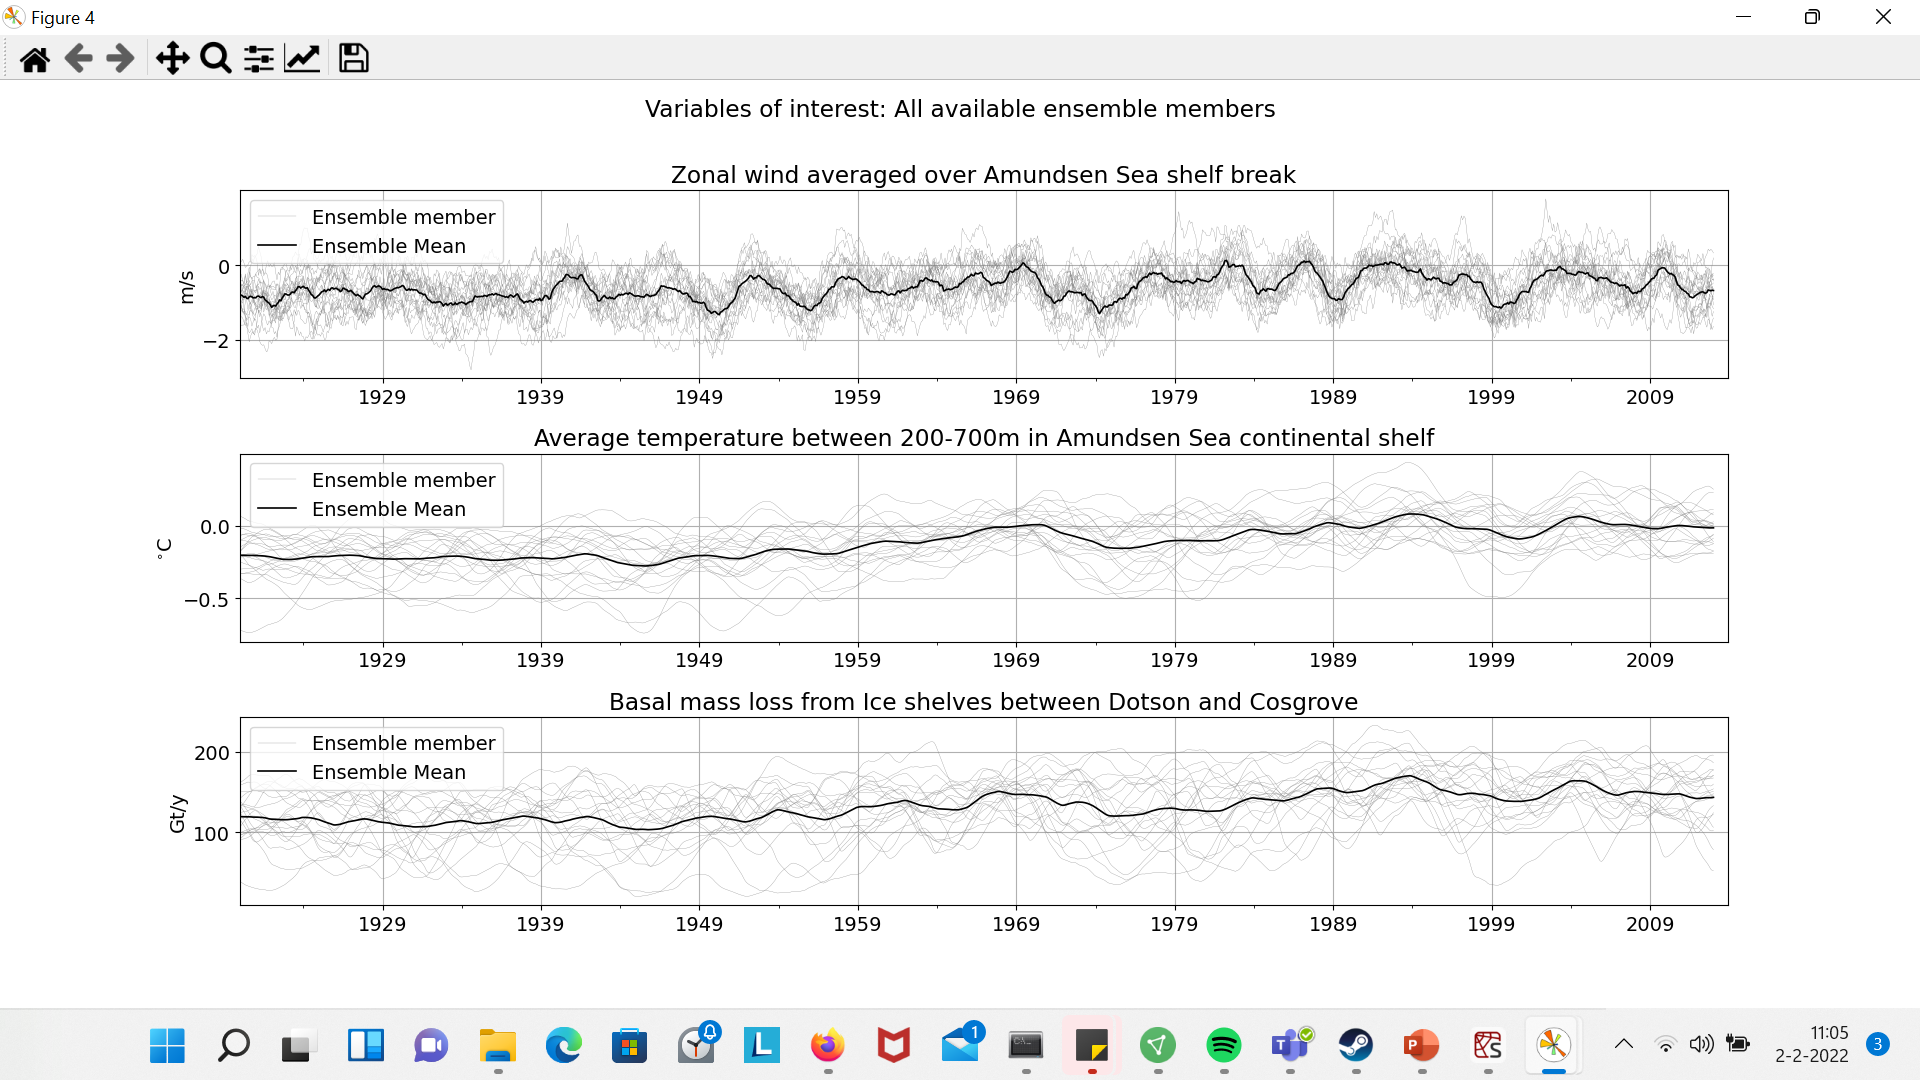 Figure 4
Variables of interest: All available ensemble members
Zonal wind averaged over Amundsen Sea shelf break
Ensemble member
Ensemble Mean
m/s
0
−2
1929 1939 1949 1959 1969 1979 1989 1999 2009
Average temperature between 200-700m in Amundsen Sea continental shelf
Ensemble member
Ensemble Mean
°C
0.0
−0.5
1929 1939 1949 1959 1969 1979 1989 1999 2009
Basal mass loss from Ice shelves between Dotson and Cosgrove
Ensemble member
Ensemble Mean
Gt/y
200
100
1929 1939 1949 1959 1969 1979 1989 1999 2009
L
1
C:\_
T
P
11:05
2-2-2022
3